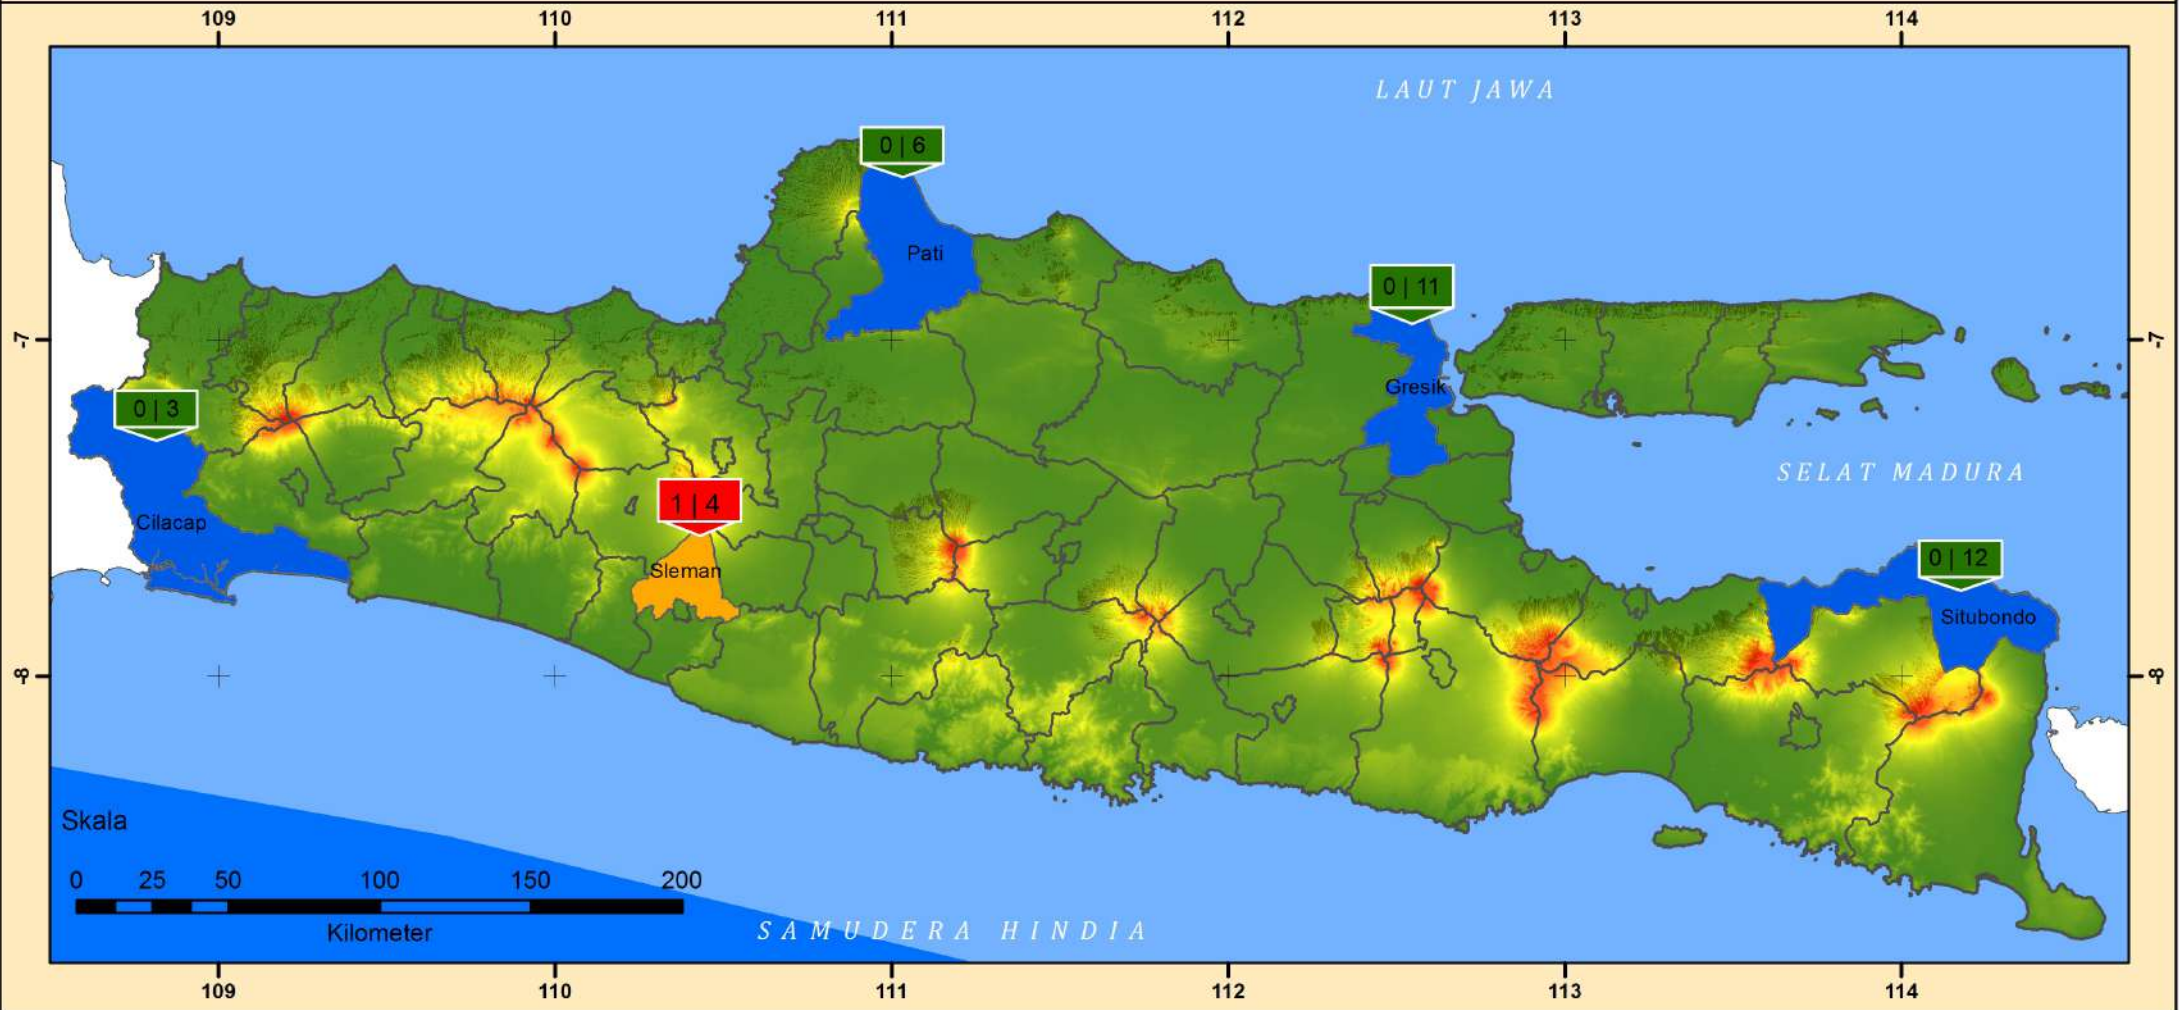 109 110 111 112 113 114
LAUT JAWA
0 | 6
Pati
0 | 11
-7 -7
Gresik
0 | 3
SELAT MADURA
1 | 4
Cilacap
0 | 12
Sleman
Situbondo
-8 -8
Skala
0 25 50 100 150 200
Kilometer
SAMUDERA HINDIA
109 110 111 112 113 114